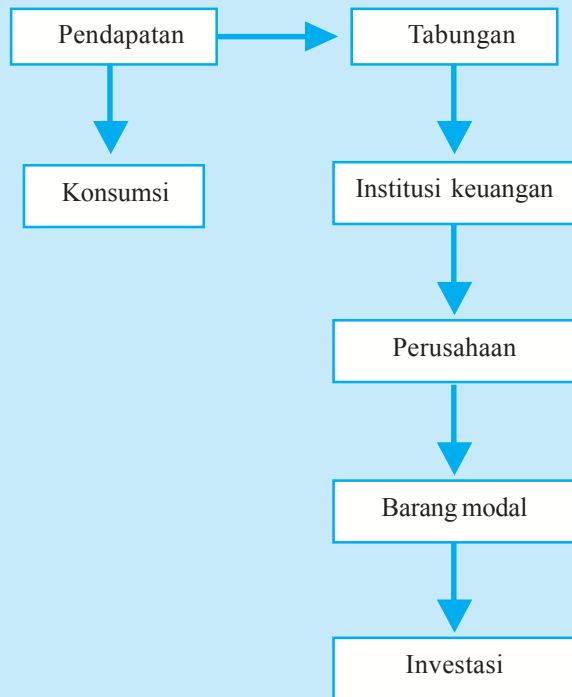 Pendapatan
Tabungan
Konsumsi
Institusi keuangan
Perusahaan
Barang modal
Investasi